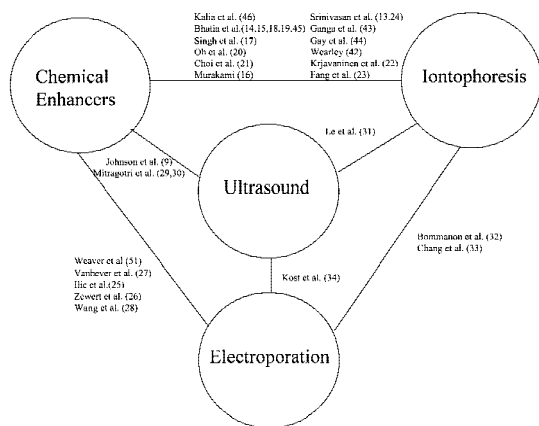 Kalia et al. (46)
Bhatia et al.(14.15,18.19.45)
Singh et al. (17)
Oh et al. (20)
Choi et al. (21)
Murakami (16)
Srinivasan et al. (13.24)
Ganga et al. (43)
Gay et al. (44)
Wearley (42)
Krjavaninen et al. (22)
Fang et al. (23)
Chemical
Enhancers
Iontophoresis
Le et al. (31)
Johnson et al. (9)
Mitragotri et al. (29,30)
Ultrasound
Bommanon et al. (32)
Chang et al. (33)
Weaver et al (51)
Vanhever et al. (27)
Ilic et al.(25)
Zewert et al. (26)
Wang et al. (28)
Kost et al. (34)
Electroporation